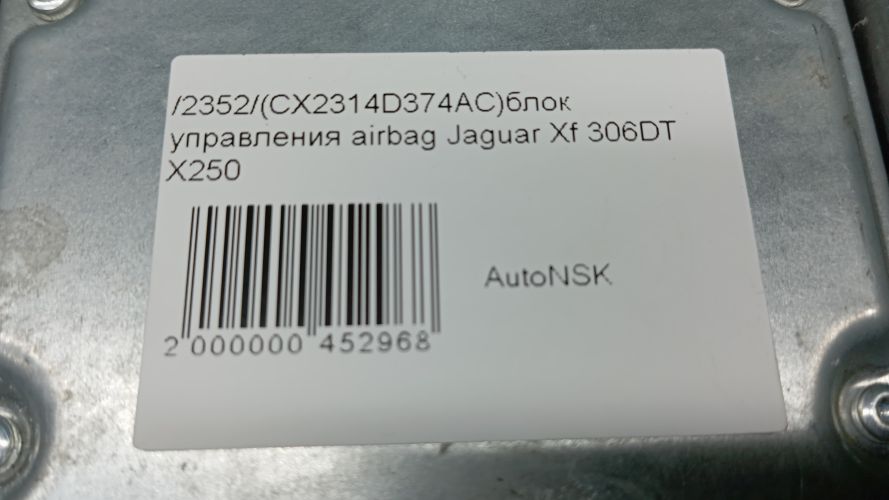 /2352/(CX2314D374AC)блок
управления airbag Jaguar Xf 306DT
X250
AutoNSK
2 000000 452968